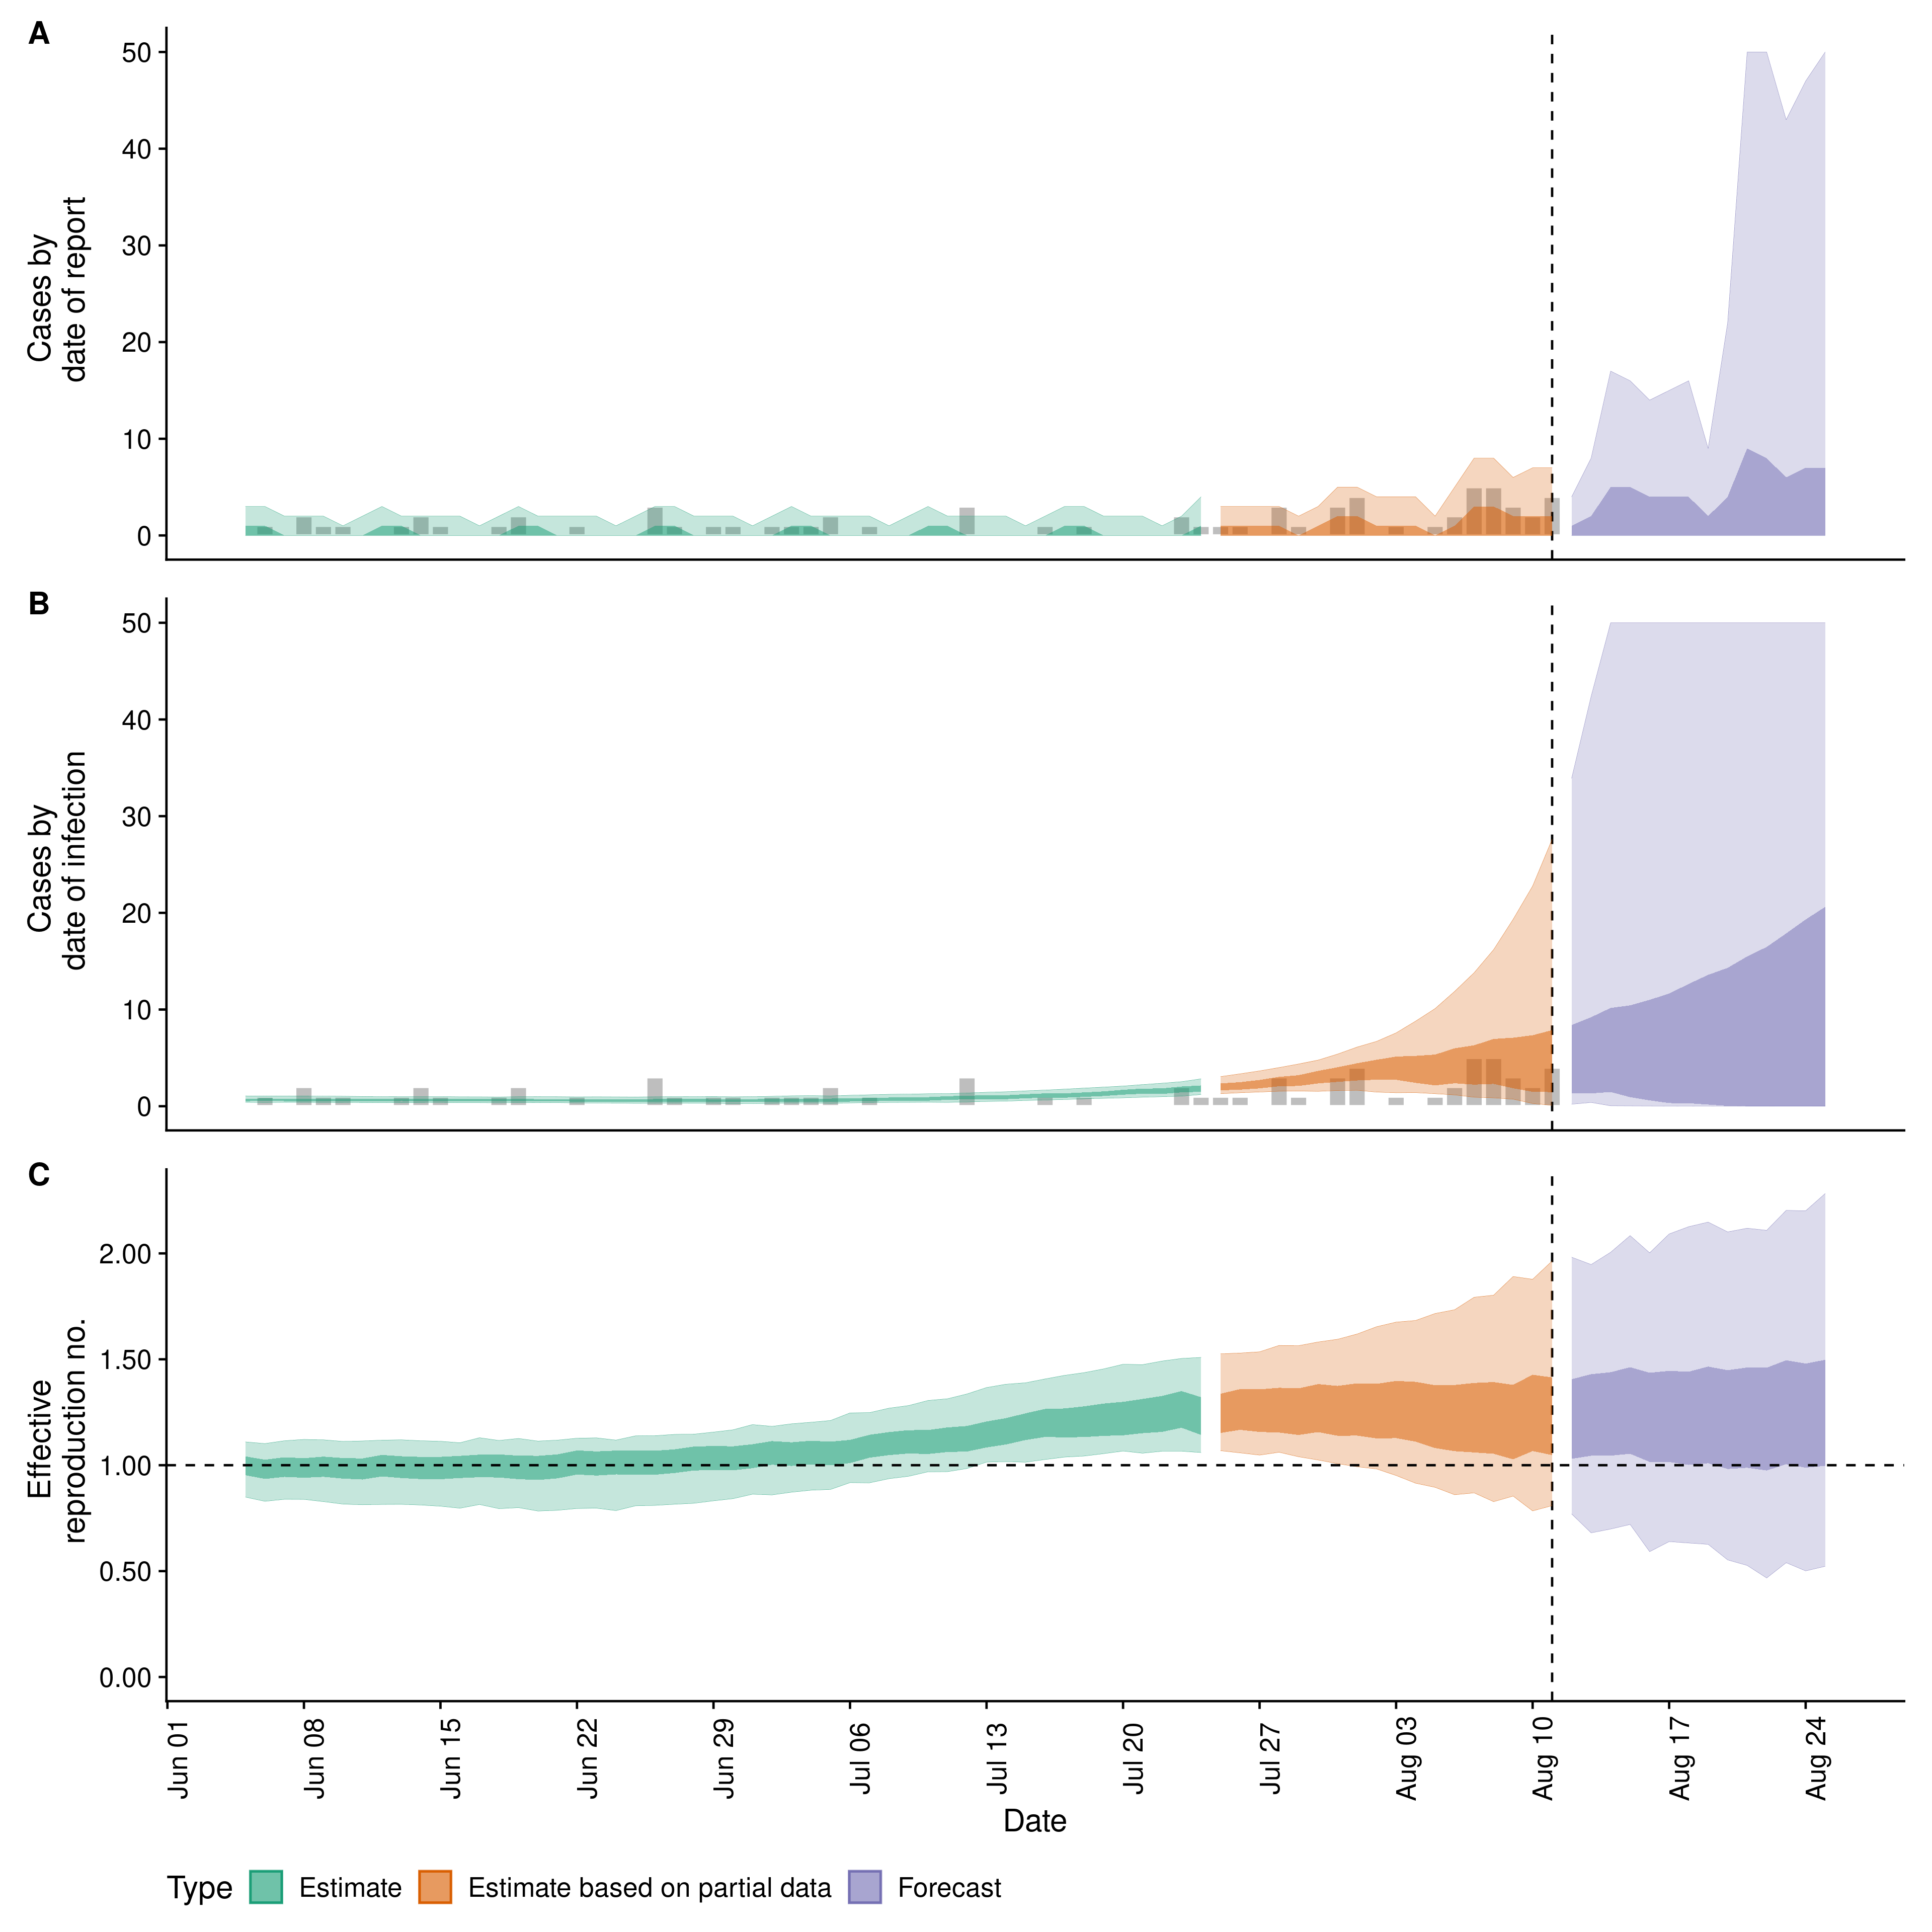 A
50
40
30
20
10
0
Cases by
date of report
B
50
40
30
20
10
0
Cases by
date of infection
C
2.00
1.50
1.00
0.50
0.00
Effective
reproduction no.
Jun 01
Jun 08
Jun 15
Jun 22
Jun 29
Jul 06
Jul 13
Jul 20
Jul 27
Aug 03
Aug 10
Aug 17
Aug 24
Date
Type Estimate Estimate based on partial data Forecast